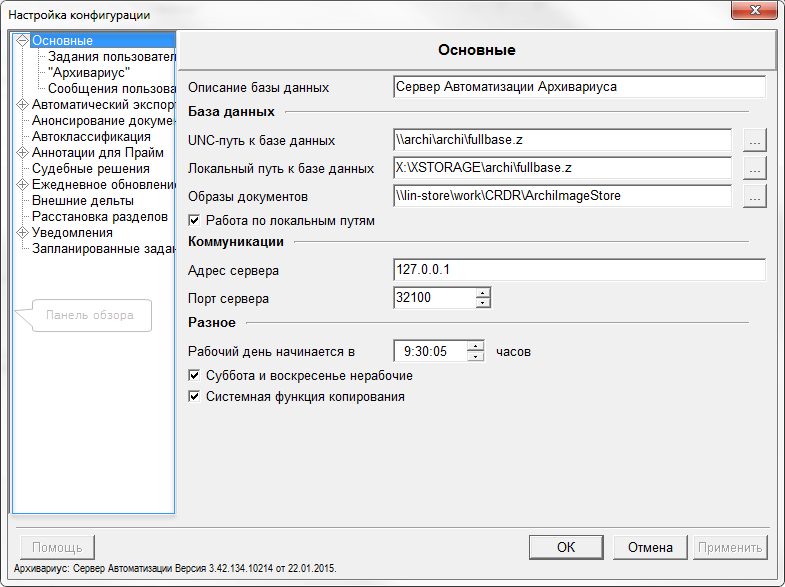 Настройка конфигурации
Основные
Задания пользовател
"Архивариус"
Сообщения пользова
Автоматический экспор
Анонсирование докуме
Автоклассификация
Аннотации для Прайм
Судебные решения
Ежедневное обновлени
Внешние дельты
Расстановка разделов
Уведомления
Запланированные задан
Панель обзора
Основные
Описание базы данных Сервер Автоматизации Архивариуса
База данных
UNC-путь к базе данных \\archi\archi\fullbase.z ...
Локальный путь к базе данных X:\XSTORAGE\archi\fullbase.z ...
Образы документов \\lin-store\work\CRDR\ArchiImageStore ...
Работа по локальным путям
Коммуникации
Адрес сервера 127.0.0.1
Порт сервера 32100
Разное
Рабочий день начинается в 9:30:05 часов
Суббота и воскресенье нерабочие
Системная функция копирования
Помощь ОК Отмена Применить
Архивариус: Сервер Автоматизации Версия 3.42.134.10214 от 22.01.2015.